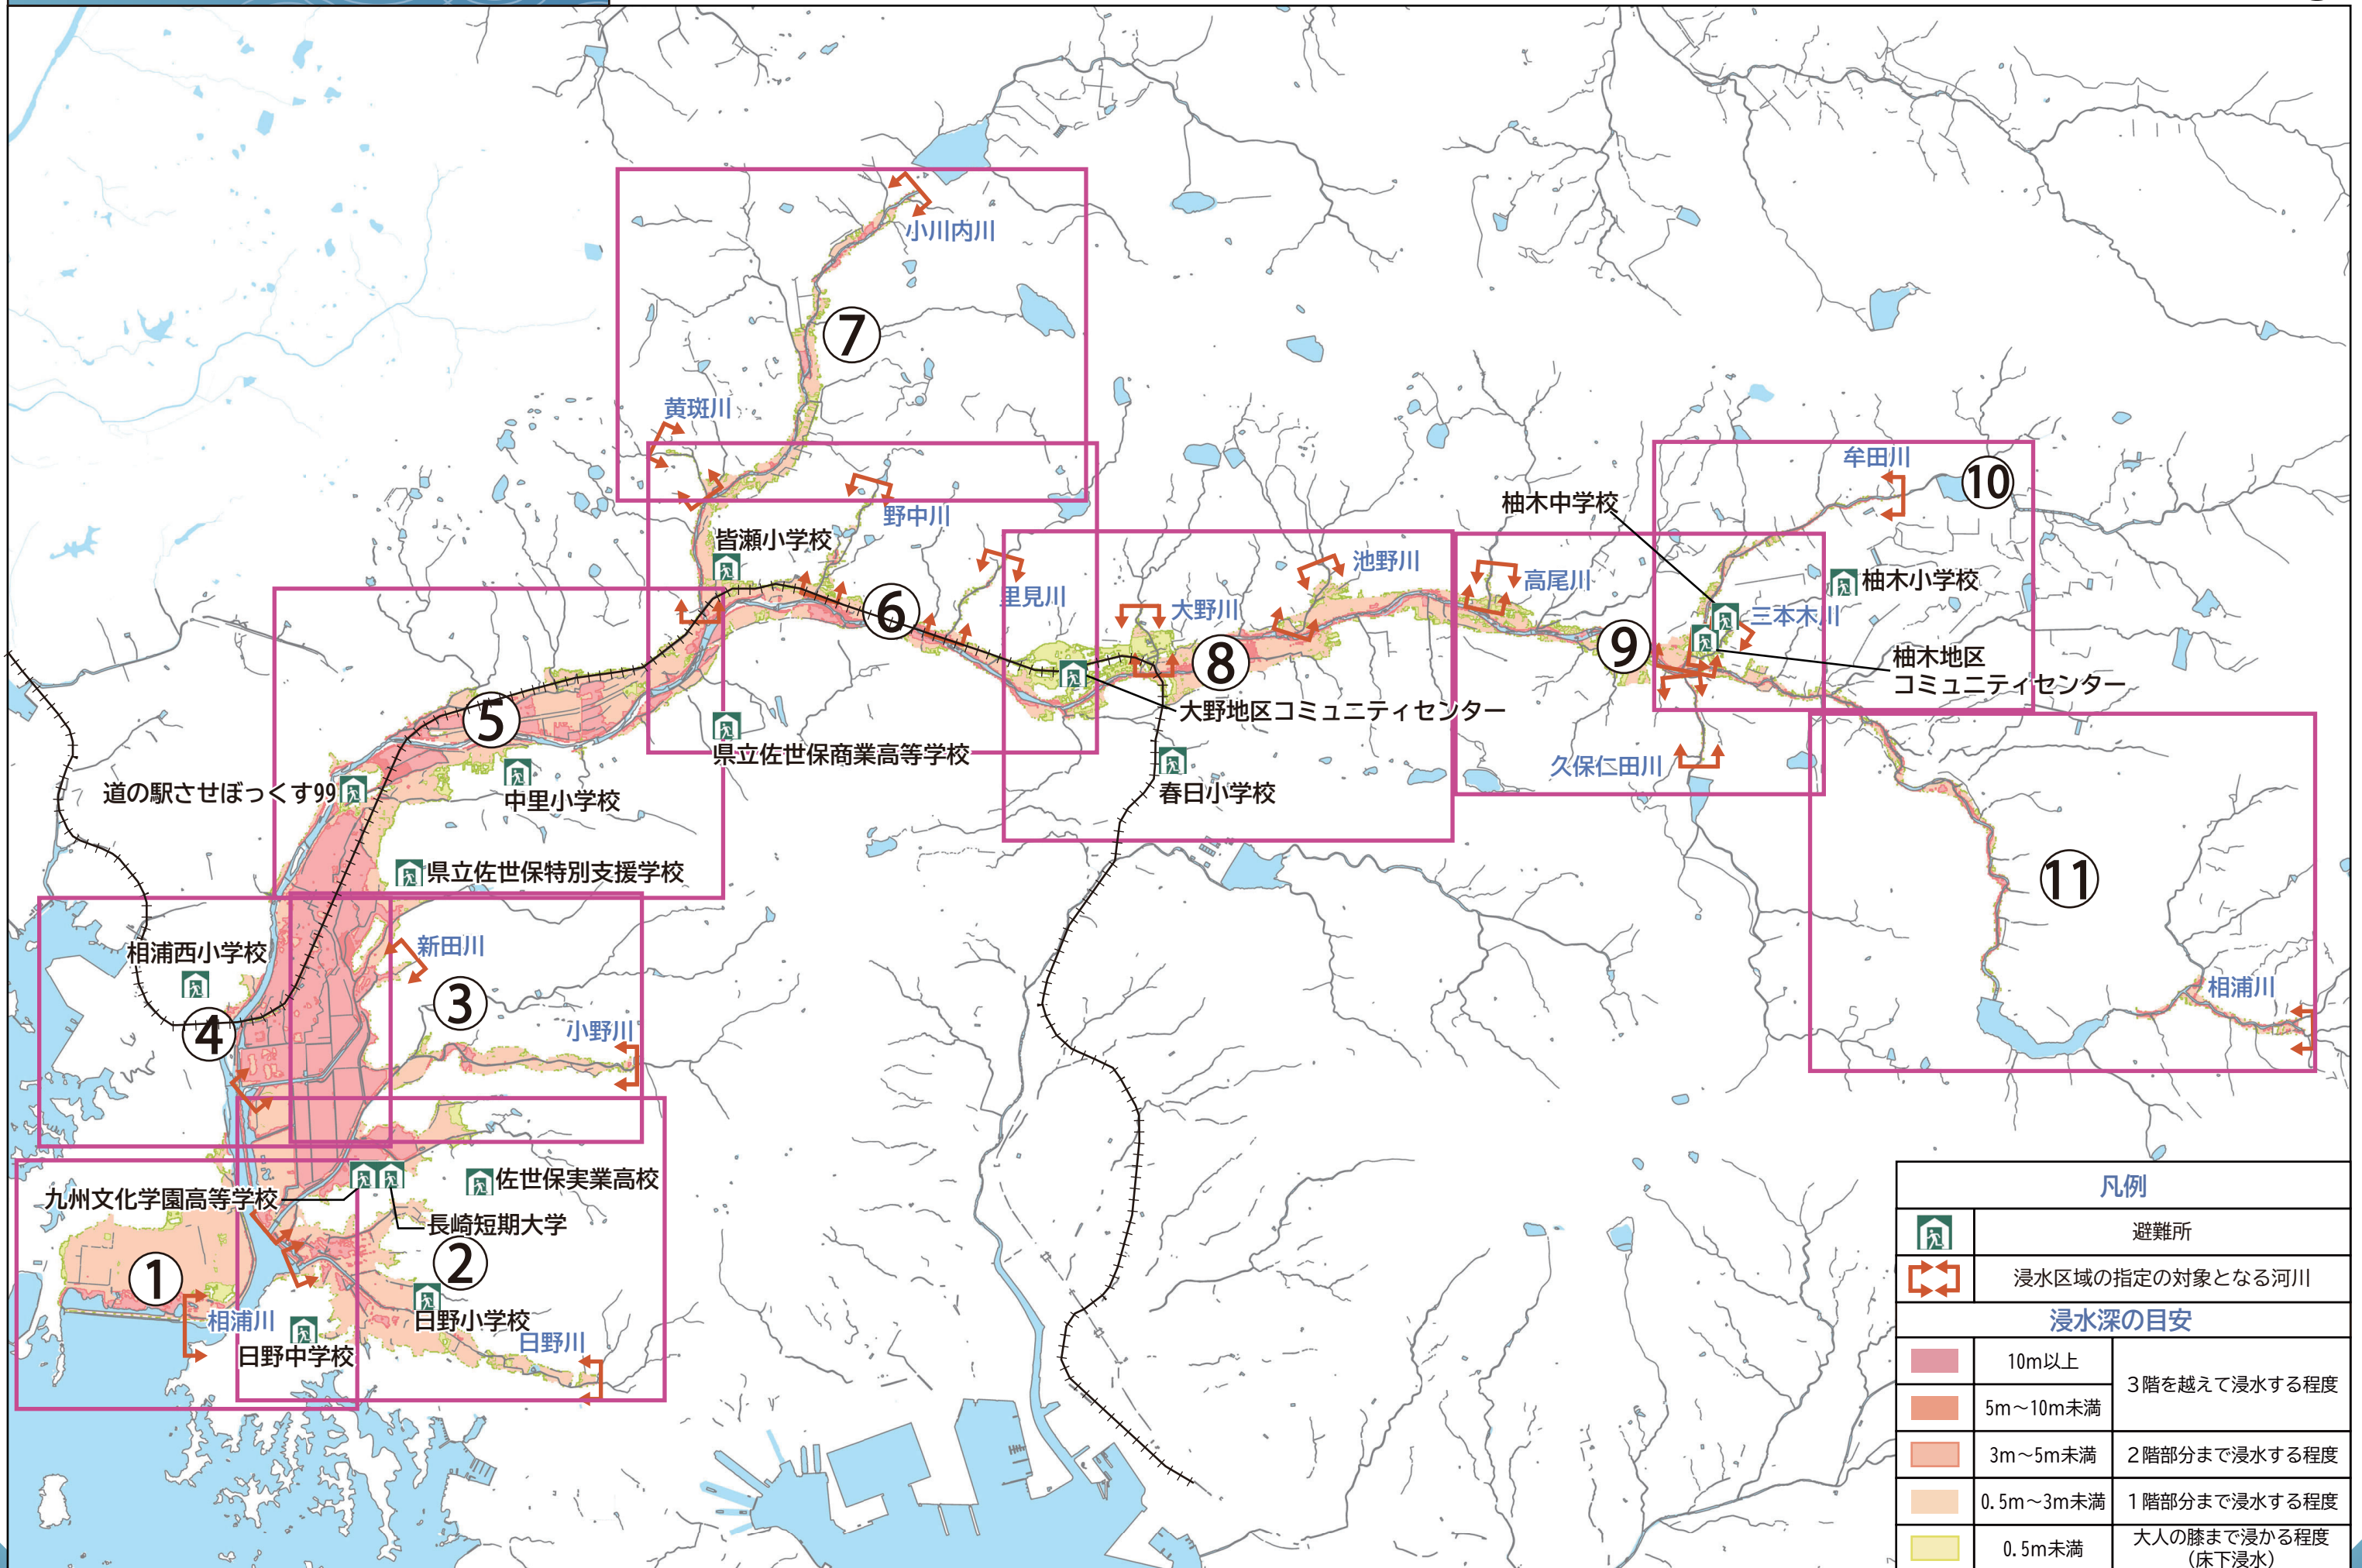 小川内川
⑦
黄斑川
牟田川
⑩
柚木中学校
野中川
皆瀬小学校
池野川
高尾川
柚木小学校
里見川
大野川
三本木川
⑥
⑧
⑨
柚木地区
コミュニティセンター
⑤
大野地区コミュニティセンター
県立佐世保商業高等学校
久保仁田川
道の駅させぼっくす99
中里小学校
春日小学校
県立佐世保特別支援学校
⑪
相浦西小学校
新田川
相浦川
③
④
小野川
佐世保実業高校
九州文化学園高等学校
長崎短期大学
①
②
相浦川
日野小学校
日野中学校
日野川
凡例
避難所
浸水区域の指定の対象となる河川
浸水深の目安
10m以上
3階を越えて浸水する程度
5m～10m未満
3m～5m未満 2階部分まで浸水する程度
0.5m～3m未満 1階部分まで浸水する程度
0.5m未満 大人の膝まで浸かる程度
(床下浸水)